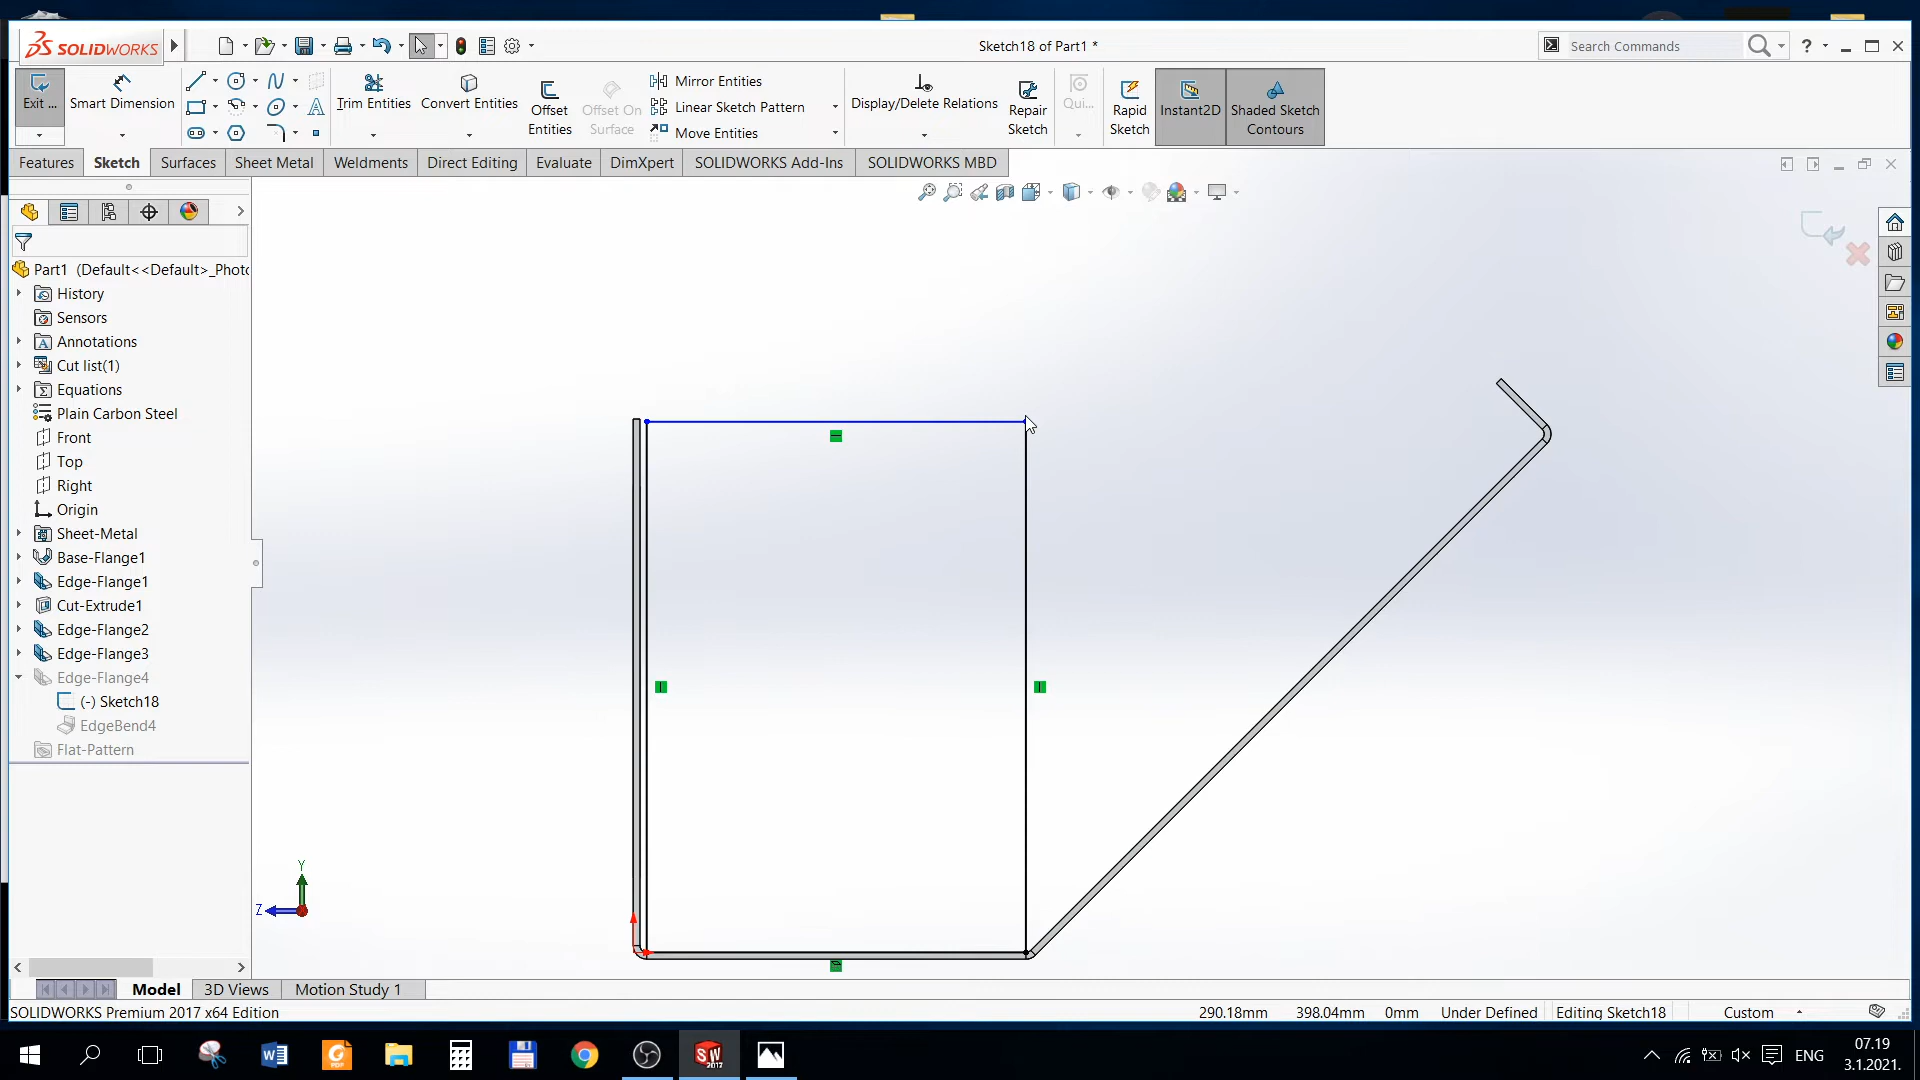 SOLIDWORKS
Sketch18 of Part1 *
Search Commands
?
Exit ...
Smart Dimension
Trim Entities
Convert Entities
Offset Entities
Offset On Surface
Mirror Entities
Linear Sketch Pattern
Move Entities
Display/Delete Relations
Repair Sketch
Qui...
Rapid Sketch
Instant2D
Shaded Sketch Contours
Features
Sketch
Surfaces
Sheet Metal
Weldments
Direct Editing
Evaluate
DimXpert
SOLIDWORKS Add-Ins
SOLIDWORKS MBD
Part1 (Default<<Default>_Phot
History
Sensors
Annotations
Cut list(1)
Equations
Plain Carbon Steel
Front
Top
Right
Origin
Sheet-Metal
Base-Flange1
Edge-Flange1
Cut-Extrude1
Edge-Flange2
Edge-Flange3
Edge-Flange4
(-) Sketch18
EdgeBend4
Flat-Pattern
Y
Z
Model
3D Views
Motion Study 1
SOLIDWORKS Premium 2017 x64 Edition
290.18mm
398.04mm
0mm
Under Defined
Editing Sketch18
Custom
ENG
07.19
3.1.2021.